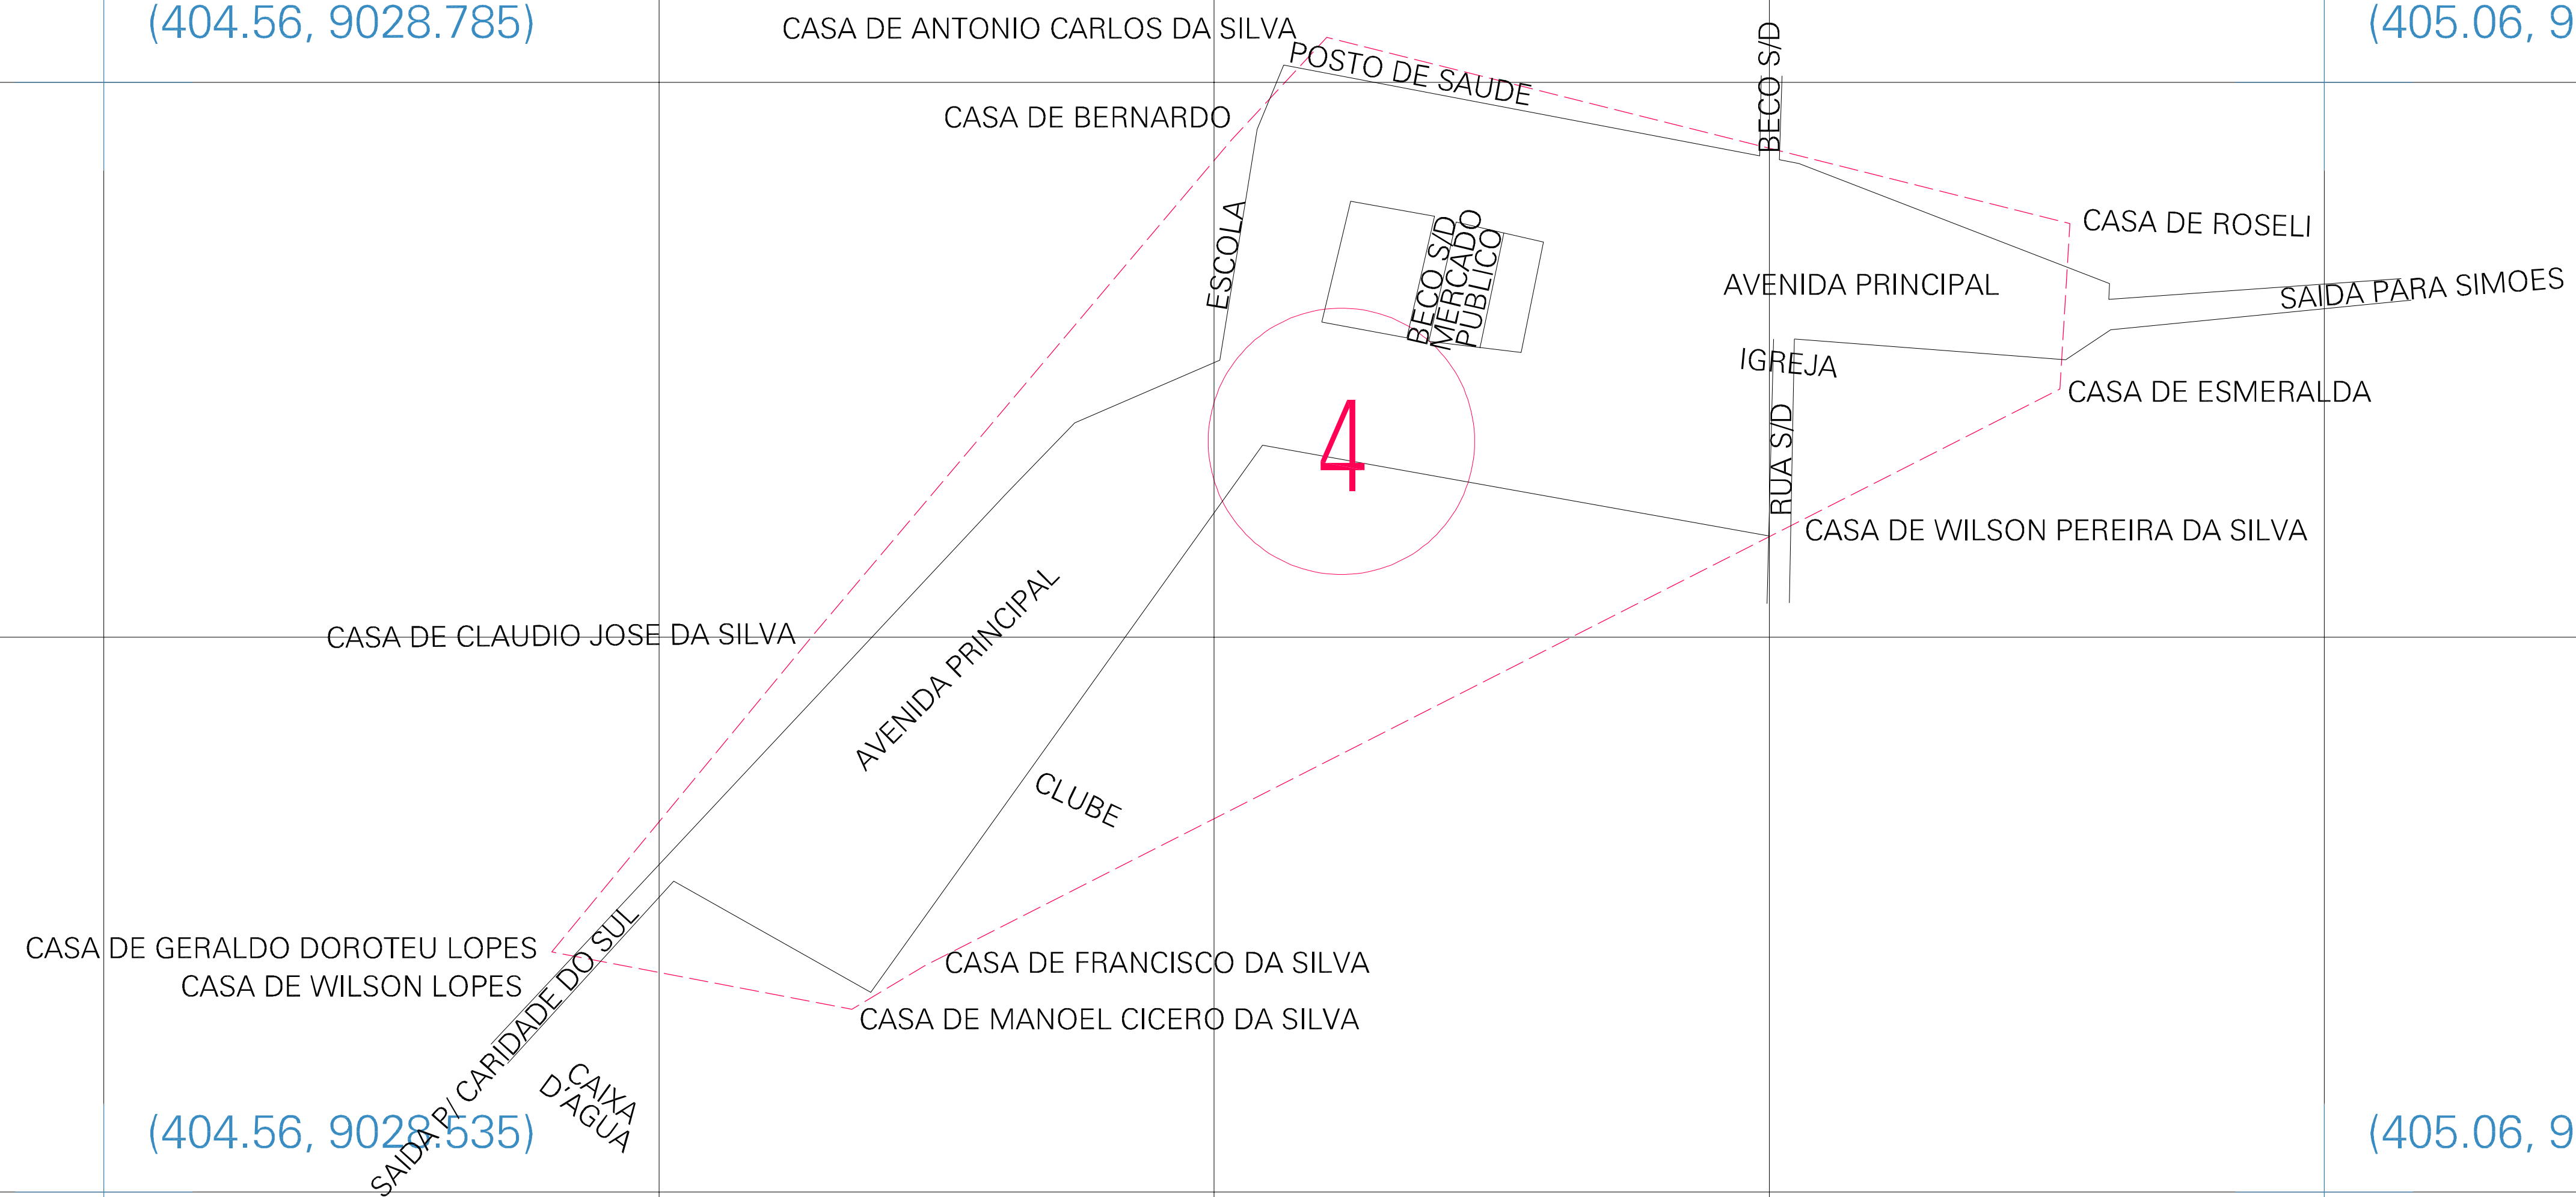 (404.56, 9028.785)
CASA DE ANTONIO CARLOS DA SILVA
(405.06, 9
POSTO DE SAUDE
BECO S/D
CASA DE BERNARDO
ESCOLA
BECO S/D
MERCADO
PUBLICO
CASA DE ROSELI
AVENIDA PRINCIPAL
SAIDA PARA SIMOES
IGREJA
CASA DE ESMERALDA
4
RUA S/D
CASA DE WILSON PEREIRA DA SILVA
CASA DE CLAUDIO JOSE DA SILVA
AVENIDA PRINCIPAL
CLUBE
CASA DE GERALDO DOROTEU LOPES
CASA DE WILSON LOPES
CASA DE FRANCISCO DA SILVA
CASA DE MANOEL CICERO DA SILVA
SAIDA P/ CARIDADE DO SUL
CAIXA
D´AGUA
(404.56, 9028.535)
(405.06, 9